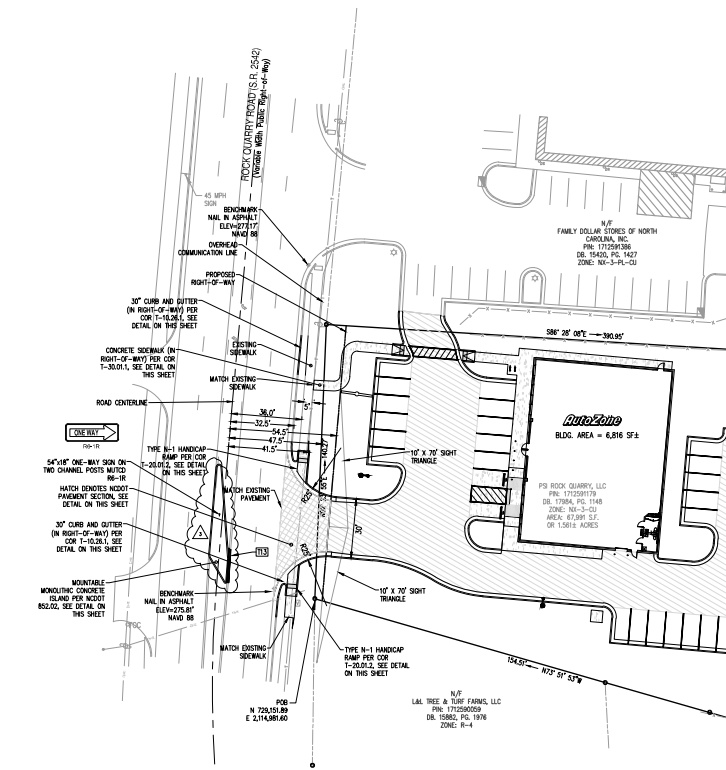 ROCK QUARRY ROAD (S.R. 2542)
(Variable Width Public Right-of-Way)
45 MPH
SIGN
BENCHMARK
NAIL IN ASPHALT
ELEV=277.17'
NAVD 88
OVERHEAD
COMMUNICATION LINE
PROPOSED
RIGHT-OF-WAY
30" CURB AND GUTTER
(IN RIGHT-OF-WAY) PER
COR T-10.26.1, SEE
DETAIL ON THIS SHEET
EXISTING
SIDEWALK
CONCRETE SIDEWALK (IN
RIGHT-OF-WAY) PER COR
T-30.01.1, SEE DETAIL ON
THIS SHEET
MATCH EXISTING
SIDEWALK
ROAD CENTERLINE
5'
36.0'
32.5'
54.5'
47.5'
41.5'
ONE WAY
R6-1R
TYPE N-1 HANDICAP
RAMP PER COR
T-20.01.2, SEE DETAIL
ON THIS SHEET
54"x18" ONE-WAY SIGN ON
TWO CHANNEL POSTS MUTCD
R6-1R
HATCH DENOTES NCDOT
PAVEMENT SECTION, SEE
DETAIL ON THIS SHEET
MATCH EXISTING
PAVEMENT
30" CURB AND GUTTER
(IN RIGHT-OF-WAY) PER
COR T-10.26.1, SEE
DETAIL ON THIS SHEET
3
T13
R25'
R25'
30'
10' X 70' SIGHT
TRIANGLE
10' X 70' SIGHT
TRIANGLE
MOUNTABLE
MONOLITHIC CONCRETE
ISLAND PER NCDOT
852.02, SEE DETAIL ON
THIS SHEET
BENCHMARK
NAIL IN ASPHALT
ELEV=275.81'
NAVD 88
MATCH EXISTING
SIDEWALK
TYPE N-1 HANDICAP
RAMP PER COR
T-20.01.2, SEE DETAIL
ON THIS SHEET
POB
N 729,151.89
E 2,114,981.60
N/F
FAMILY DOLLAR STORES OF NORTH
CAROLINA, INC.
PIN: 1712591386
DB. 15420, PG. 1427
ZONE: NX-3-PL-CU
S86° 28' 08"E 390.95'
AutoZone
BLDG. AREA = 6,816 SF±
PSI ROCK QUARRY, LLC
PIN: 1712591179
DB. 17984, PG. 1148
ZONE: NX-3-CU
AREA: 67,991 S.F.
OR 1.561± ACRES
154.51' N73° 51' 53"W
N/F
L&L TREE & TURF FARMS, LLC
PIN: 1712590059
DB. 15882, PG. 1976
ZONE: R-4